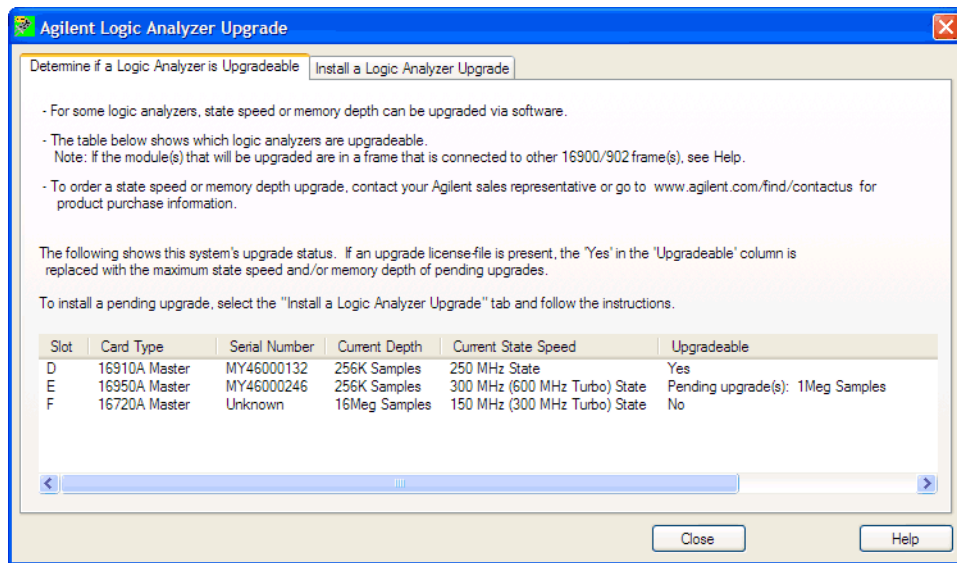 Agilent Logic Analyzer Upgrade
Determine if a Logic Analyzer is Upgradeable Install a Logic Analyzer Upgrade
- For some logic analyzers, state speed or memory depth can be upgraded via software.
- The table below shows which logic analyzers are upgradeable.
Note: If the module(s) that will be upgraded are in a frame that is connected to other 16900/902 frame(s), see Help.
- To order a state speed or memory depth upgrade, contact your Agilent sales representative or go to www.agilent.com/find/contactus for
product purchase information.
The following shows this system's upgrade status. If an upgrade license-file is present, the 'Yes' in the 'Upgradeable' column is
replaced with the maximum state speed and/or memory depth of pending upgrades.
To install a pending upgrade, select the "Install a Logic Analyzer Upgrade" tab and follow the instructions.
Slot Card Type Serial Number Current Depth Current State Speed Upgradeable
D 16910A Master MY46000132 256K Samples 250 MHz State Yes
E 16950A Master MY46000246 256K Samples 300 MHz (600 MHz Turbo) State Pending upgrade(s): 1Meg Samples
F 16720A Master Unknown 16Meg Samples 150 MHz (300 MHz Turbo) State No
Close Help